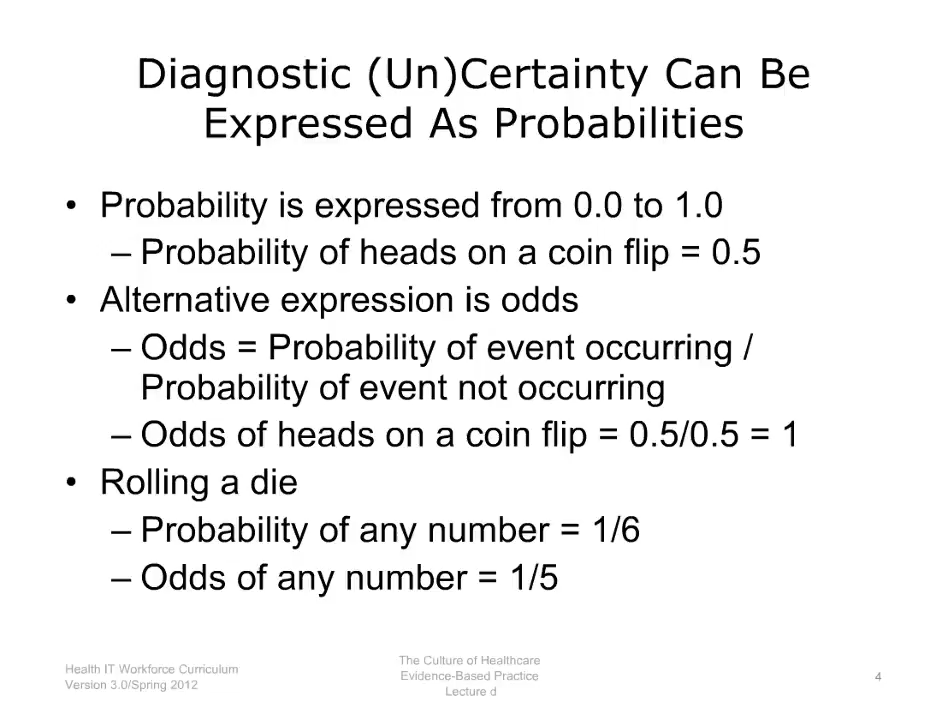 Diagnostic (Un)Certainty Can Be
Expressed As Probabilities
• Probability is expressed from 0.0 to 1.0
– Probability of heads on a coin flip = 0.5
• Alternative expression is odds
– Odds = Probability of event occurring /
Probability of event not occurring
– Odds of heads on a coin flip = 0.5/0.5 = 1
• Rolling a die
– Probability of any number = 1/6
– Odds of any number = 1/5
Health IT Workforce Curriculum
Version 3.0/Spring 2012
The Culture of Healthcare
Evidence-Based Practice
Lecture d
4